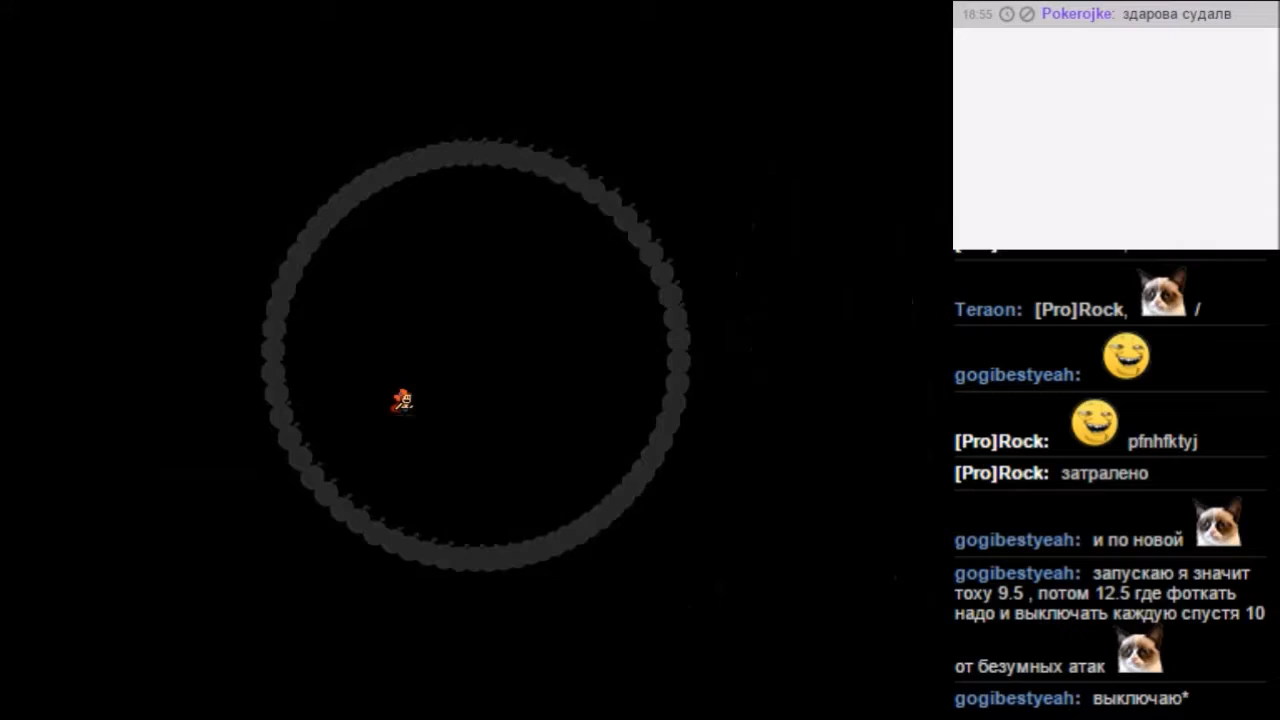 18:55 Pokerojke: здарова судалв
Teraon: [Pro]Rock, /
gogibestyeah:
[Pro]Rock: pfnhfktyj
[Pro]Rock: затралено
gogibestyeah: и по новой
gogibestyeah: запускаю я значит
тоху 9.5 , потом 12.5 где фоткать
надо и выключать каждую спустя 10
от безумных атак
gogibestyeah: выключаю*